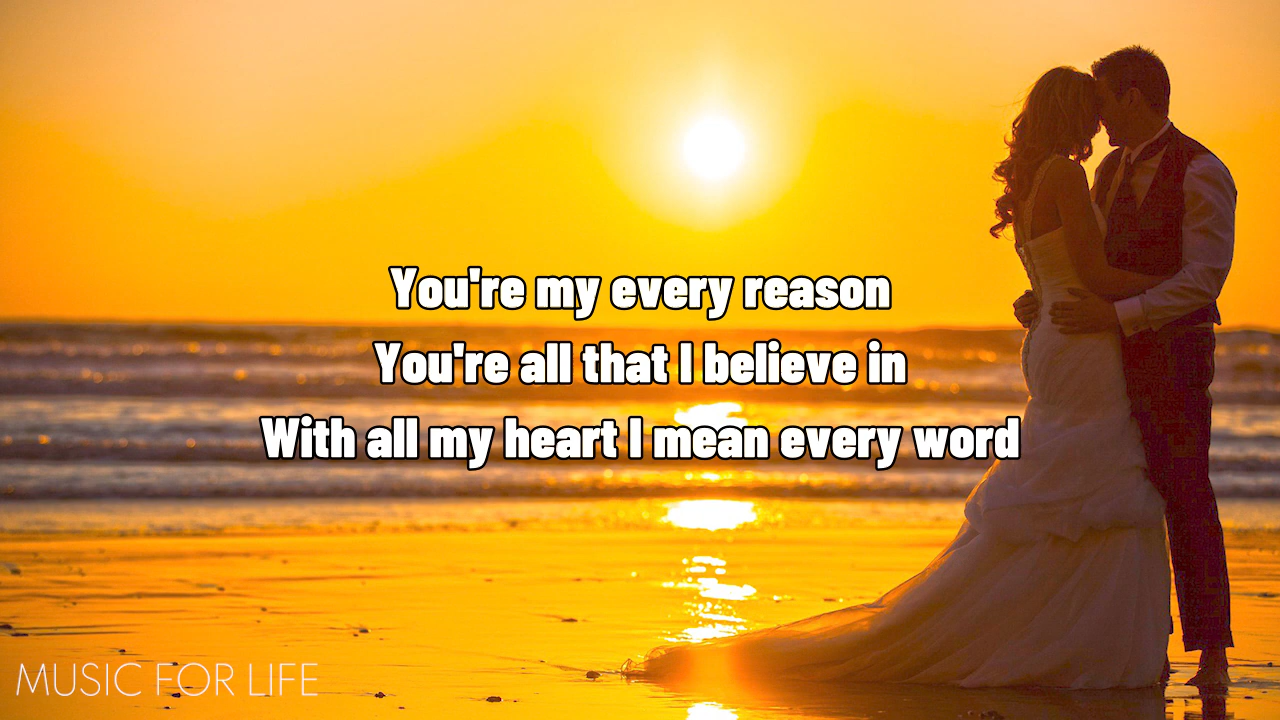 You're my every reason
You're all that I believe in
With all my heart I mean every word
MUSIC FOR LIFE